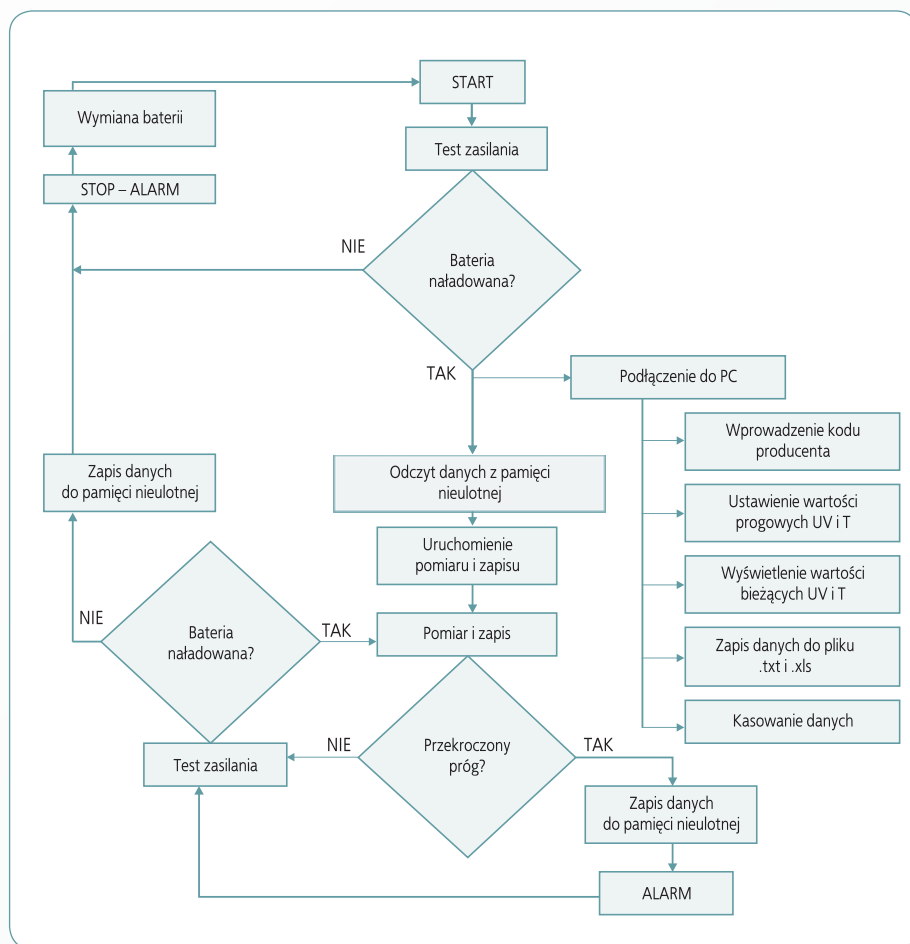 START
Wymiana baterii
Test zasilania
STOP – ALARM
NIE
Bateria
naładowana?
TAK
Podłączenie do PC
Wprowadzenie kodu
producenta
Zapis danych
do pamięci nieulotnej
Odczyt danych z pamięci
nieulotnej
Ustawienie wartości
progowych UV i T
Uruchomienie
pomiaru i zapisu
Wyświetlenie wartości
bieżących UV i T
NIE
Bateria
naładowana?
TAK
Pomiar i zapis
Zapis danych do pliku
.txt i .xls
Kasowanie danych
Test zasilania
NIE
Przekroczony
próg?
TAK
Zapis danych
do pamięci nieulotnej
ALARM